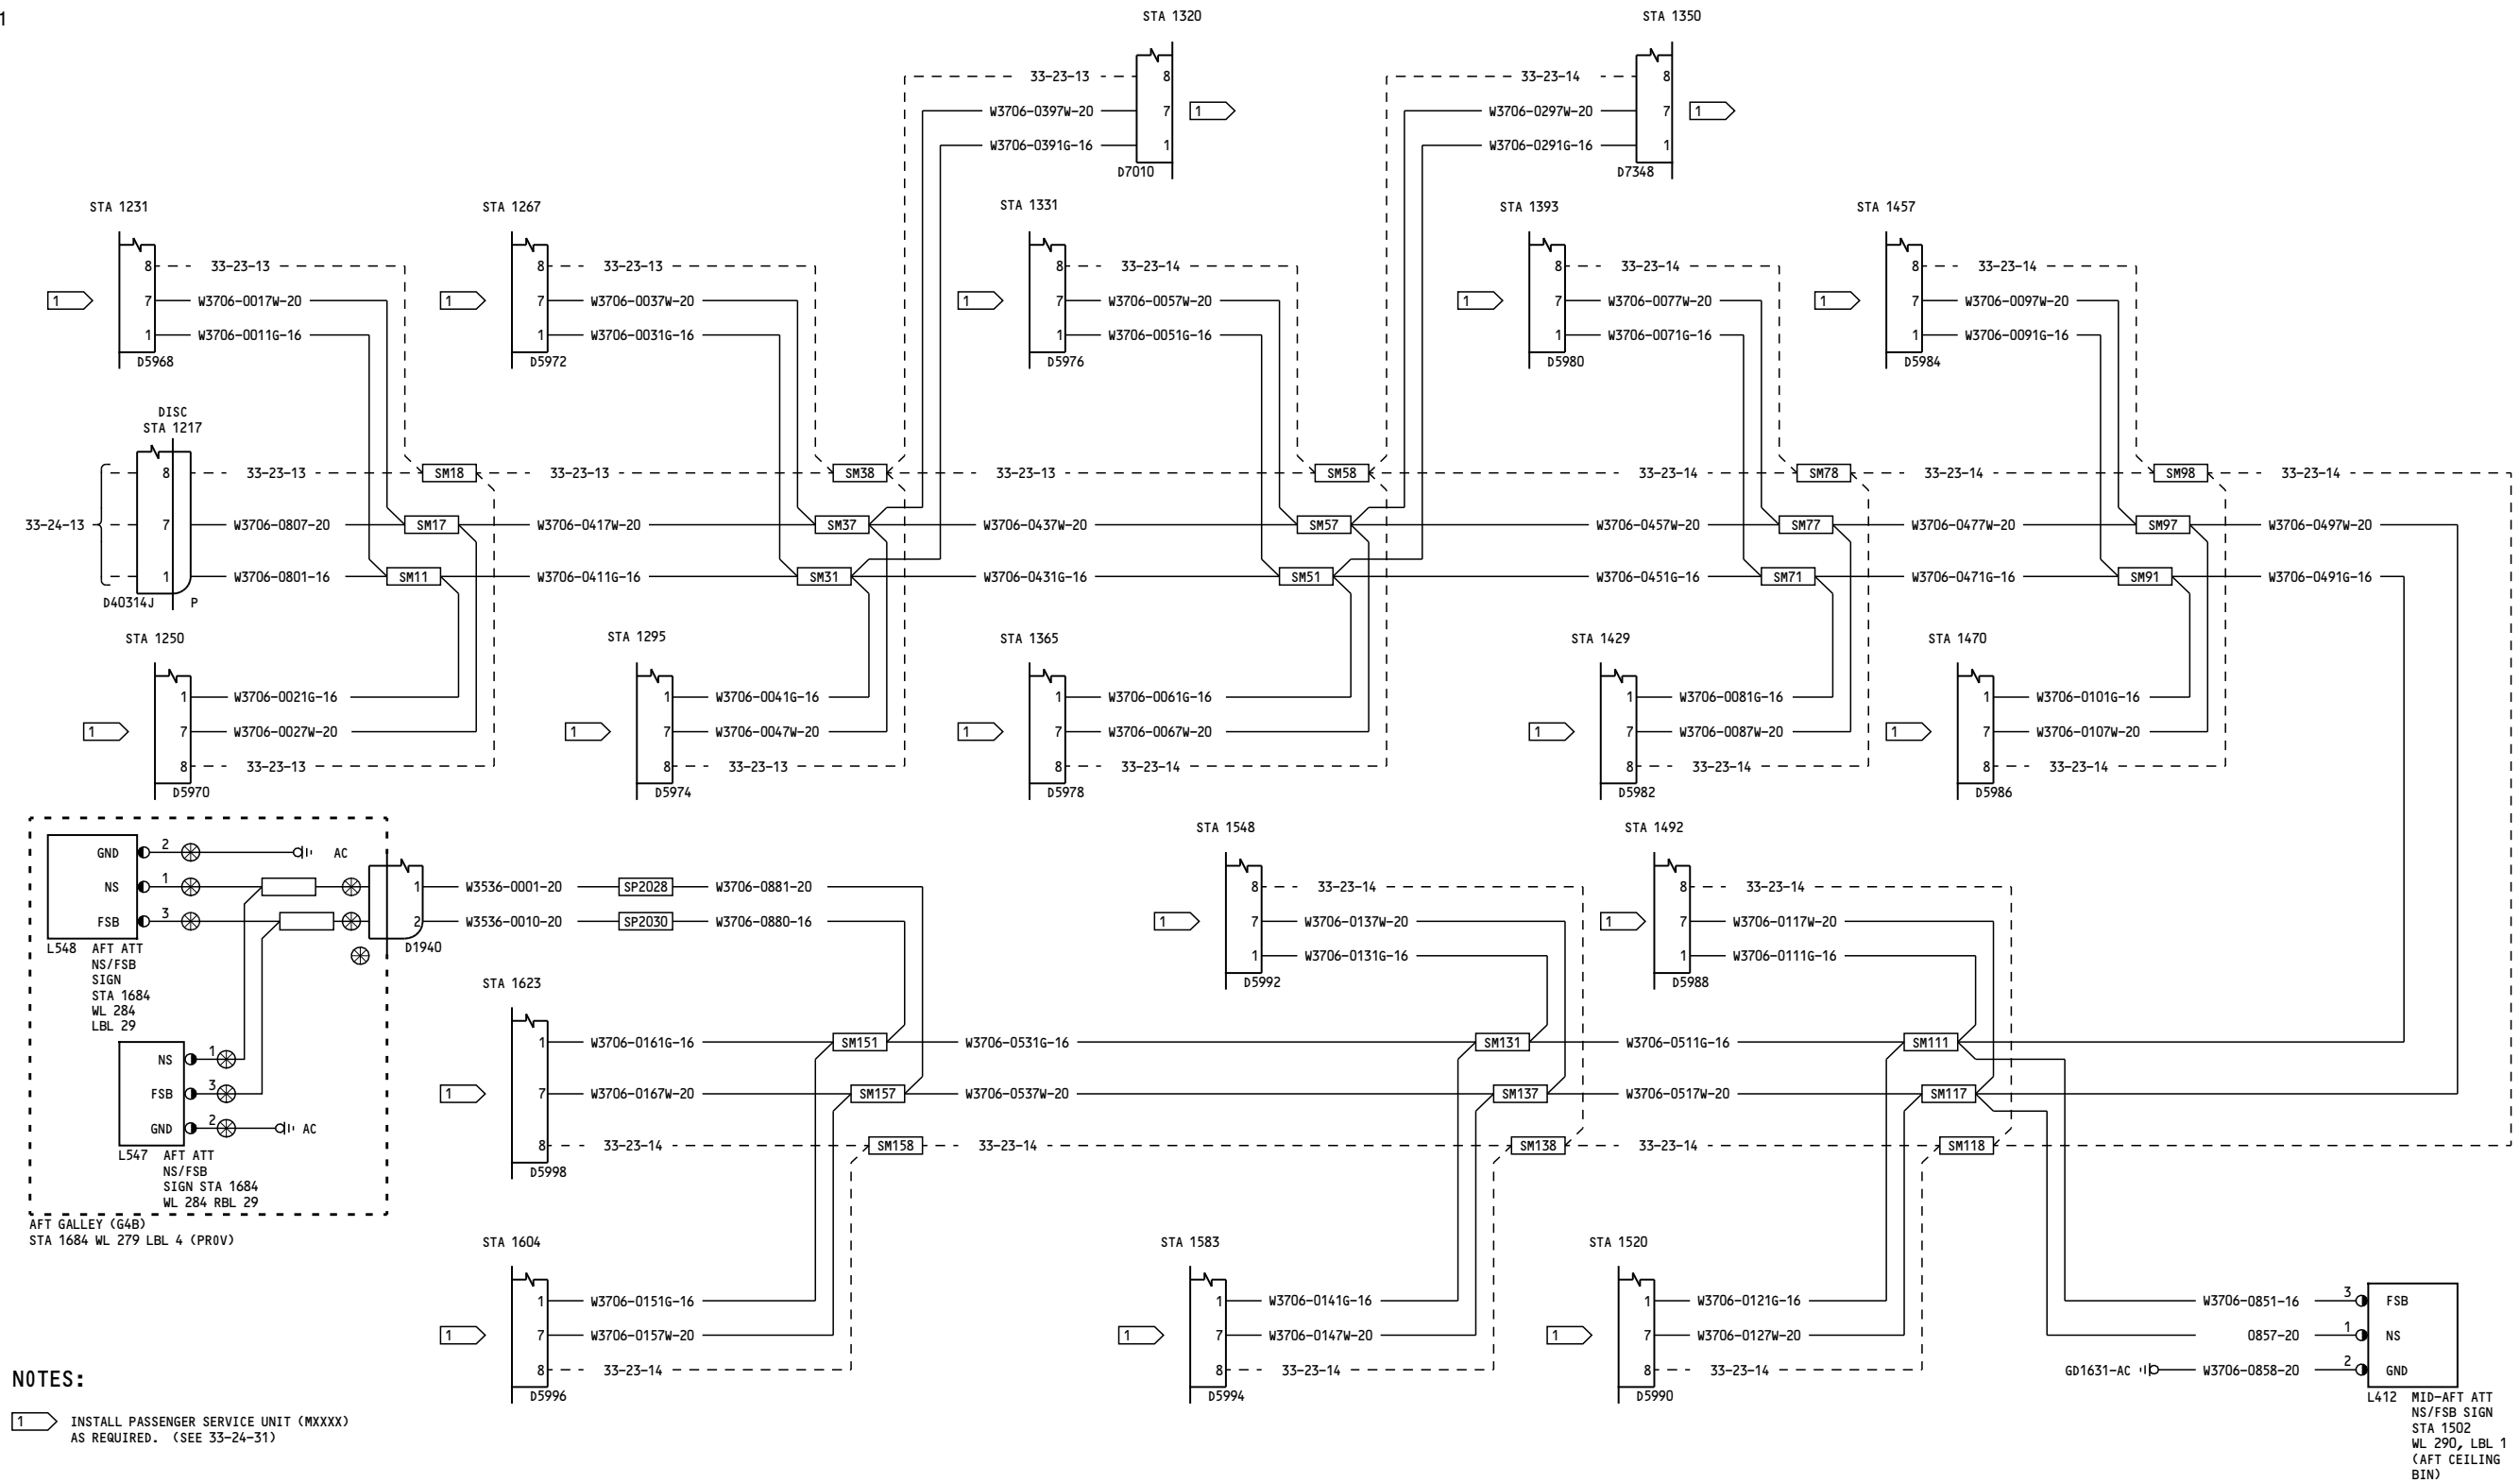 1
STA 1320
STA 1350
33-23-13
8
W3706-0397W-20
7
1
W3706-0391G-16
1
D7010
33-23-14
8
W3706-0297W-20
7
1
W3706-0291G-16
1
D7348
STA 1231
8
33-23-13
1
7
W3706-0017W-20
1
W3706-0011G-16
D5968
STA 1267
8
33-23-13
1
7
W3706-0037W-20
1
W3706-0031G-16
D5972
STA 1331
8
33-23-14
1
7
W3706-0057W-20
1
W3706-0051G-16
D5976
STA 1393
8
33-23-14
1
7
W3706-0077W-20
1
W3706-0071G-16
D5980
STA 1457
8
33-23-14
1
7
W3706-0097W-20
1
W3706-0091G-16
D5984
DISC
STA 1217
33-24-13
8
33-23-13
SM18
33-23-13
SM38
33-23-13
SM58
33-23-14
SM78
33-23-14
SM98
33-23-14
7
W3706-0807-20
SM17
W3706-0417W-20
SM37
W3706-0437W-20
SM57
W3706-0457W-20
SM77
W3706-0477W-20
SM97
W3706-0497W-20
1
W3706-0801-16
SM11
W3706-0411G-16
SM31
W3706-0431G-16
SM51
W3706-0451G-16
SM71
W3706-0471G-16
SM91
W3706-0491G-16
D40314J
P
STA 1250
1
W3706-0021G-16
1
7
W3706-0027W-20
8
33-23-13
D5970
STA 1295
1
W3706-0041G-16
1
7
W3706-0047W-20
8
33-23-13
D5974
STA 1365
1
W3706-0061G-16
1
7
W3706-0067W-20
8
33-23-14
D5978
STA 1429
1
W3706-0081G-16
1
7
W3706-0087W-20
8
33-23-14
D5982
STA 1470
1
W3706-0101G-16
1
7
W3706-0107W-20
8
33-23-14
D5986
GND
2
AC
NS
1
FSB
3
L548
AFT ATT
NS/FSB
SIGN
STA 1684
WL 284
LBL 29
1
W3536-0001-20
SP2028
W3706-0881-20
2
W3536-0010-20
SP2030
W3706-0880-16
D1940
NS
1
FSB
3
GND
2
AC
L547
AFT ATT
NS/FSB
SIGN STA 1684
WL 284 RBL 29
AFT GALLEY (G4B)
STA 1684 WL 279 LBL 4 (PROV)
STA 1548
8
33-23-14
1
7
W3706-0137W-20
1
W3706-0131G-16
D5992
STA 1492
8
33-23-14
1
7
W3706-0117W-20
1
W3706-0111G-16
D5988
STA 1623
1
W3706-0161G-16
SM151
W3706-0531G-16
SM131
W3706-0511G-16
SM111
1
7
W3706-0167W-20
SM157
W3706-0537W-20
SM137
W3706-0517W-20
SM117
8
33-23-14
SM158
33-23-14
SM138
33-23-14
SM118
D5998
STA 1604
1
W3706-0151G-16
1
7
W3706-0157W-20
8
33-23-14
D5996
STA 1583
1
W3706-0141G-16
1
7
W3706-0147W-20
8
33-23-14
D5994
STA 1520
1
W3706-0121G-16
1
7
W3706-0127W-20
8
33-23-14
D5990
W3706-0851-16
3
FSB
0857-20
1
NS
GD1631-AC
W3706-0858-20
2
GND
L412
MID-AFT ATT
NS/FSB SIGN
STA 1502
WL 290, LBL 1
(AFT CEILING
BIN)
NOTES:
1
INSTALL PASSENGER SERVICE UNIT (MXXXX)
AS REQUIRED. (SEE 33-24-31)